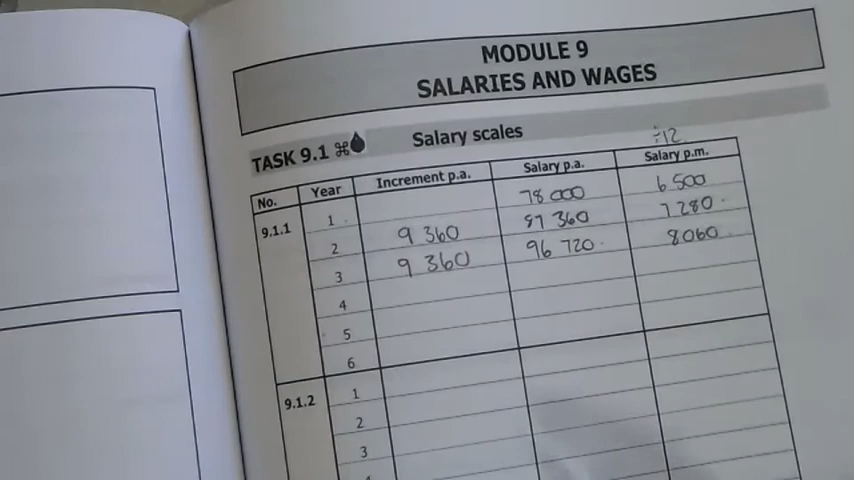 MODULE 9
SALARIES AND WAGES
TASK 9.1 ⌘ Salary scales
÷12
No. Year Increment p.a. Salary p.a. Salary p.m.
9.1.1 1 78 000 6 500
2 9 360 87 360 7 280
3 9 360 96 720 8060
4
5
6
9.1.2 1
2
3